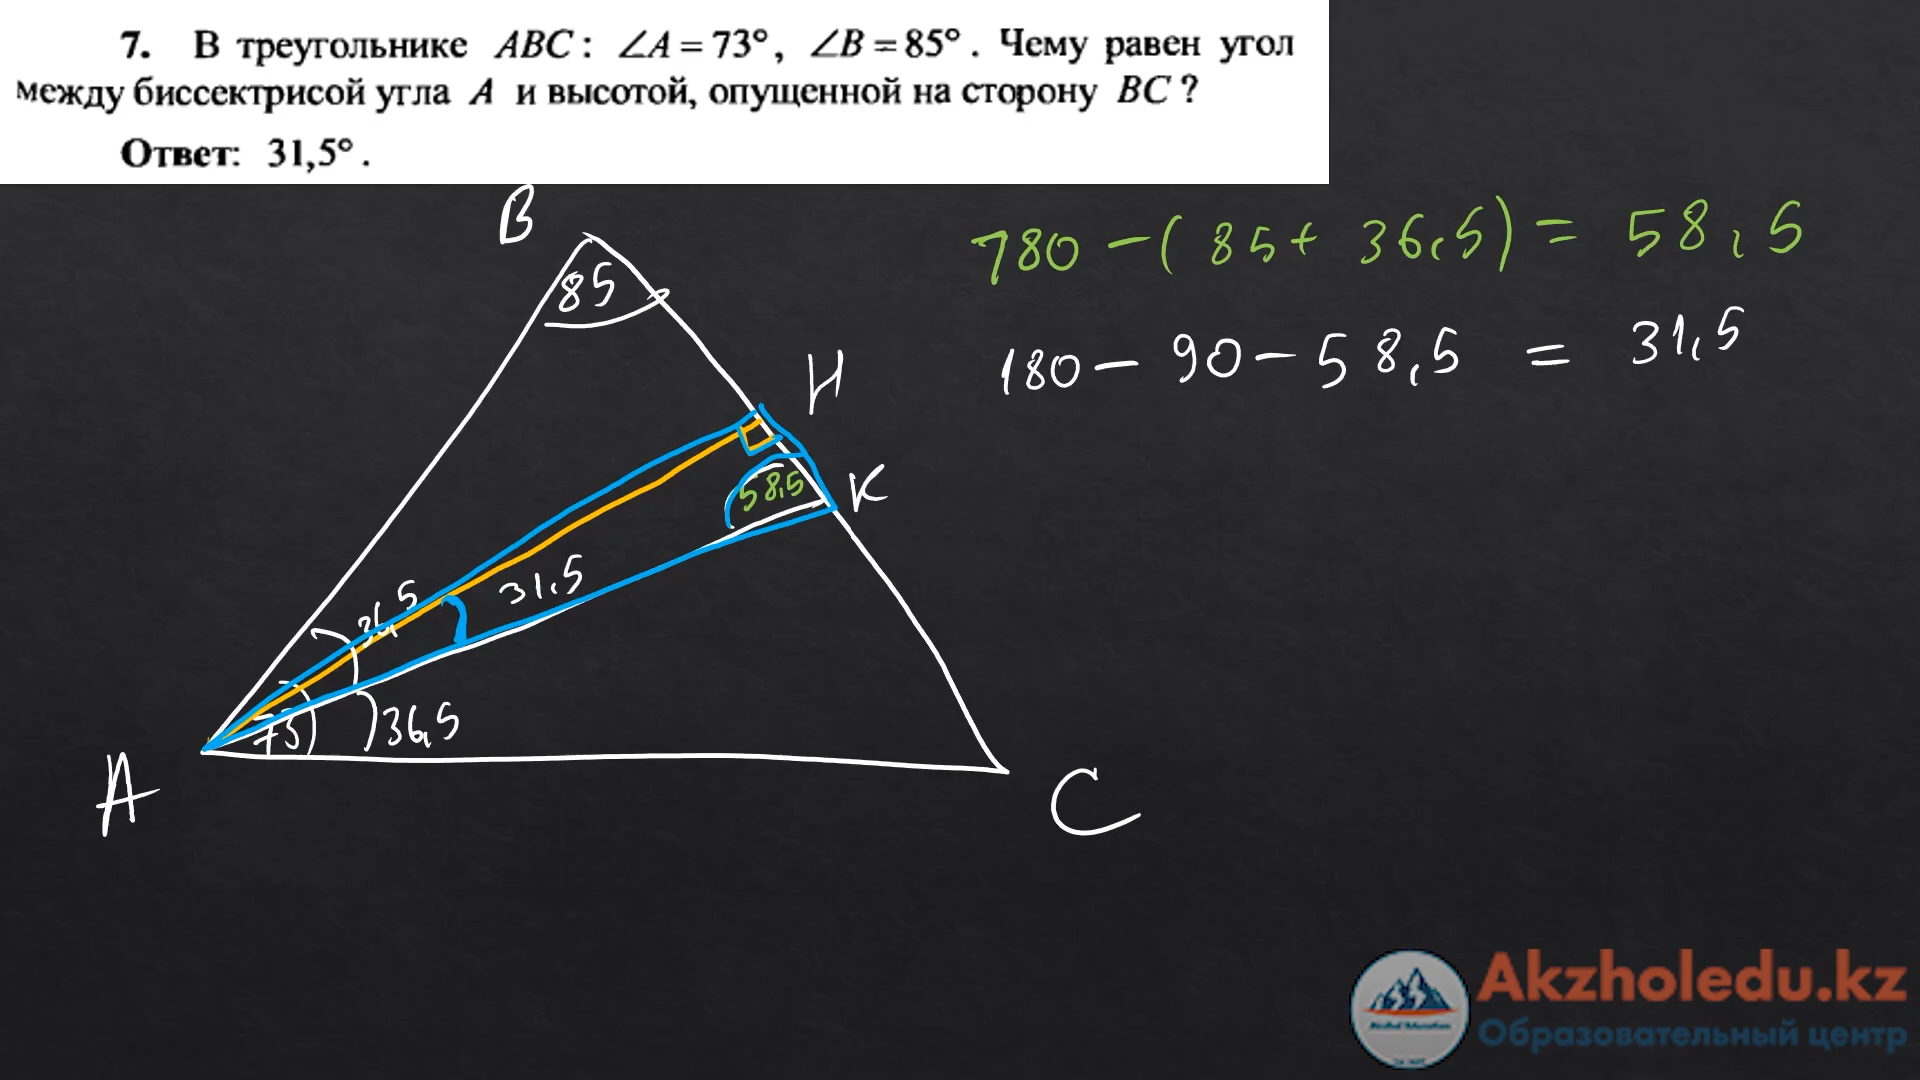 7. В треугольнике ABC: ∠A = 73°, ∠B = 85°. Чему равен угол
между биссектрисой угла A и высотой, опущенной на сторону BC?
Ответ: 31,5°.
B
780 - ( 85 + 36,5 ) = 58,5
85
180 - 90 - 58,5 = 31,5
H
K
58,5
31,5
36,5
73
36,5
A
C
Akzholedu.kz
Образовательный центр